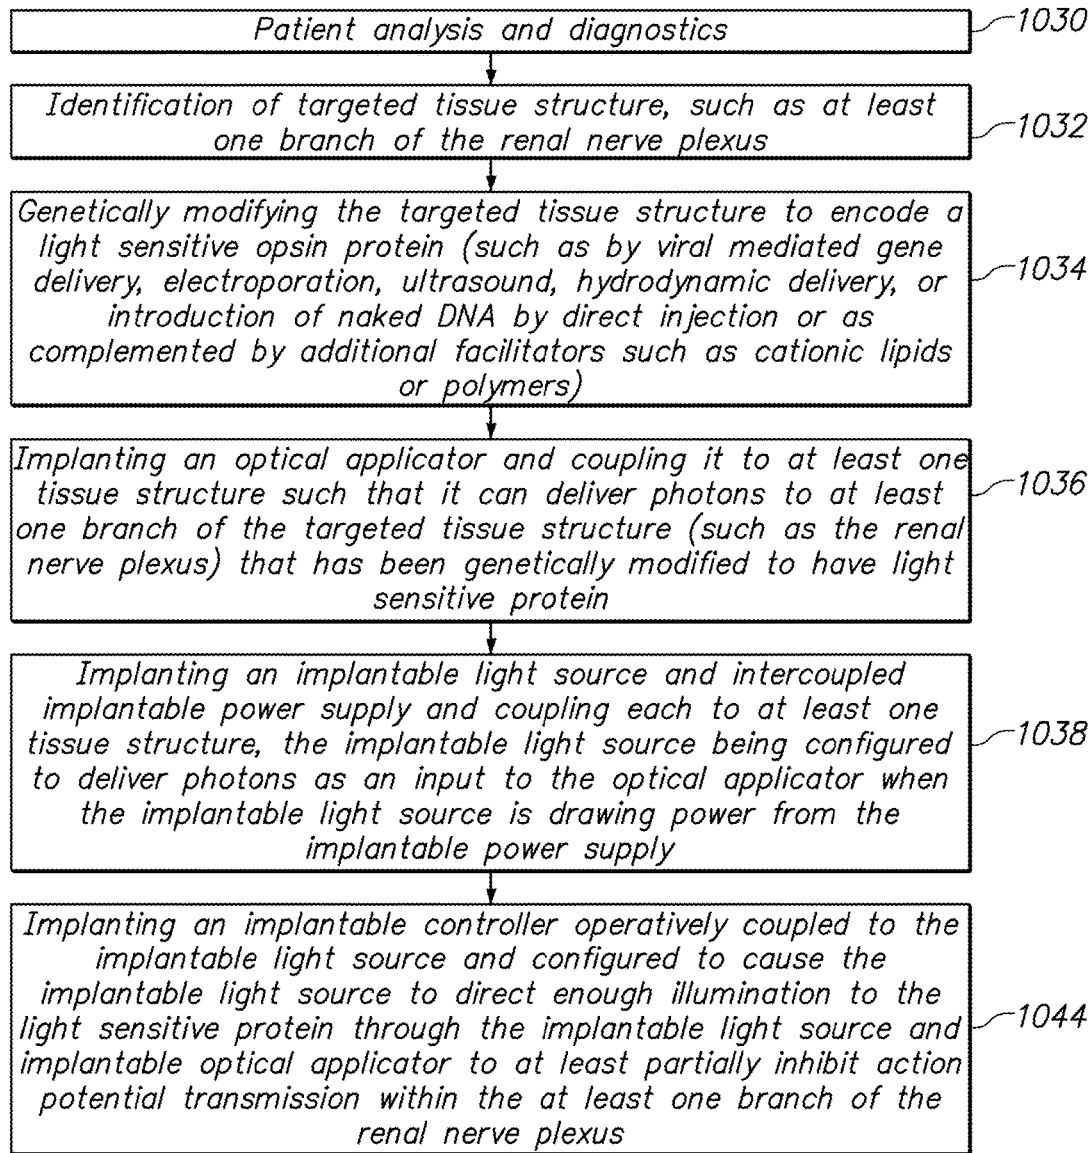 Patient analysis and diagnostics
1030
Identification of targeted tissue structure, such as at least
one branch of the renal nerve plexus
1032
Genetically modifying the targeted tissue structure to encode a
light sensitive opsin protein (such as by viral mediated gene
delivery, electroporation, ultrasound, hydrodynamic delivery, or
introduction of naked DNA by direct injection or as
complemented by additional facilitators such as cationic lipids
or polymers)
1034
Implanting an optical applicator and coupling it to at least one
tissue structure such that it can deliver photons to at least
one branch of the targeted tissue structure (such as the renal
nerve plexus) that has been genetically modified to have light
sensitive protein
1036
Implanting an implantable light source and intercoupled
implantable power supply and coupling each to at least one
tissue structure, the implantable light source being configured
to deliver photons as an input to the optical applicator when
the implantable light source is drawing power from the
implantable power supply
1038
Implanting an implantable controller operatively coupled to the
implantable light source and configured to cause the
implantable light source to direct enough illumination to the
light sensitive protein through the implantable light source and
implantable optical applicator to at least partially inhibit action
potential transmission within the at least one branch of the
renal nerve plexus
1044